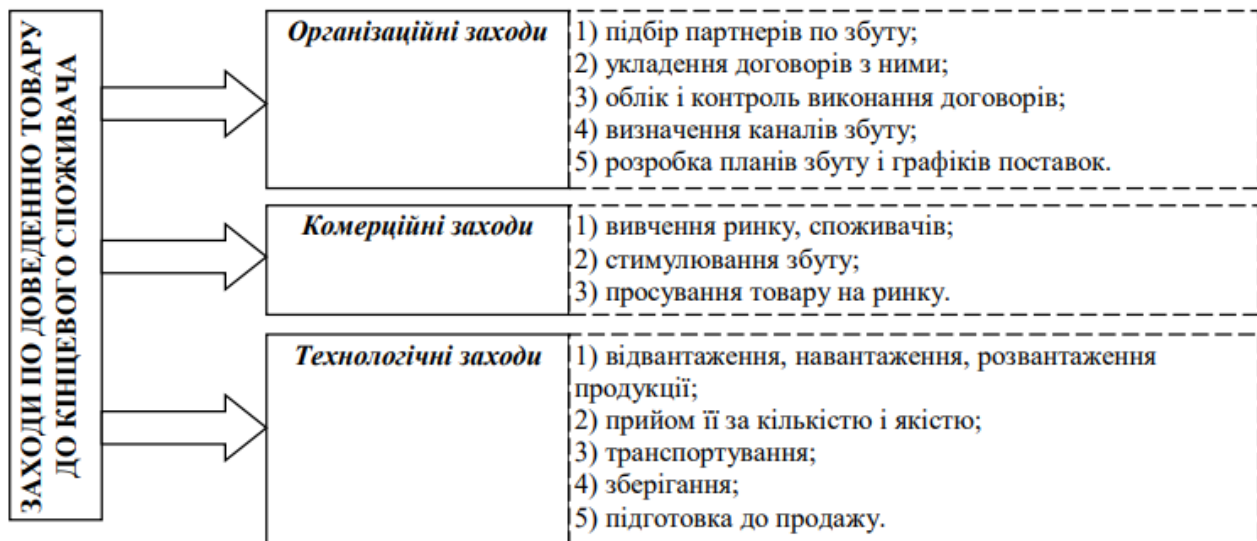 ЗАХОДИ ПО ДОВЕДЕННЮ ТОВАРУ
ДО КІНЦЕВОГО СПОЖИВАЧА
Організаційні заходи
1) підбір партнерів по збуту;
2) укладення договорів з ними;
3) облік і контроль виконання договорів;
4) визначення каналів збуту;
5) розробка планів збуту і графіків поставок.
Комерційні заходи
1) вивчення ринку, споживачів;
2) стимулювання збуту;
3) просування товару на ринку.
Технологічні заходи
1) відвантаження, навантаження, розвантаження
продукції;
2) прийом її за кількістю і якістю;
3) транспортування;
4) зберігання;
5) підготовка до продажу.